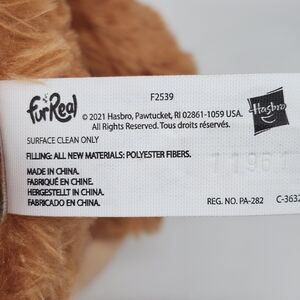 furReal
F2539
© 2021 Hasbro, Pawtucket, RI 02861-1059 USA.
All Rights Reserved. Tous droits réservés.
Hasbro
SURFACE CLEAN ONLY
FILLING: ALL NEW MATERIALS: POLYESTER FIBERS.
MADE IN CHINA.
FABRIQUÉ EN CHINE.
HERGESTELLT IN CHINA.
FABRICADO EN CHINA.
REG. NO. PA-282 C-3632